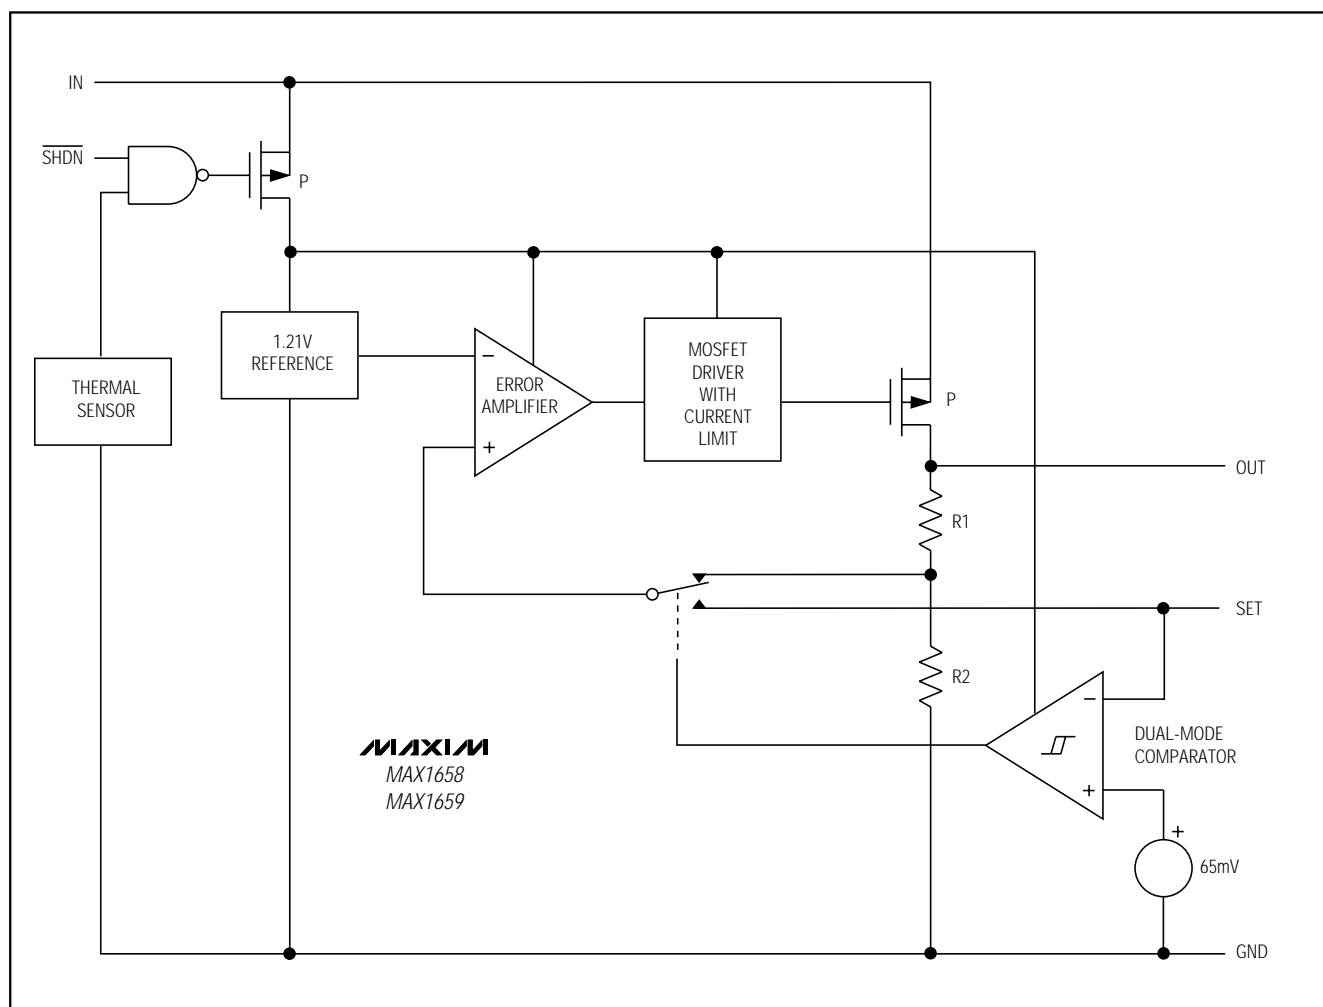 IN
SHDN
P
1.21V
REFERENCE
THERMAL
SENSOR
−
ERROR
AMPLIFIER
+
MOSFET
DRIVER
WITH
CURRENT
LIMIT
P
OUT
R1
SET
R2
−
DUAL-MODE
COMPARATOR
+
MAXIM
MAX1658
MAX1659
+
65mV
GND